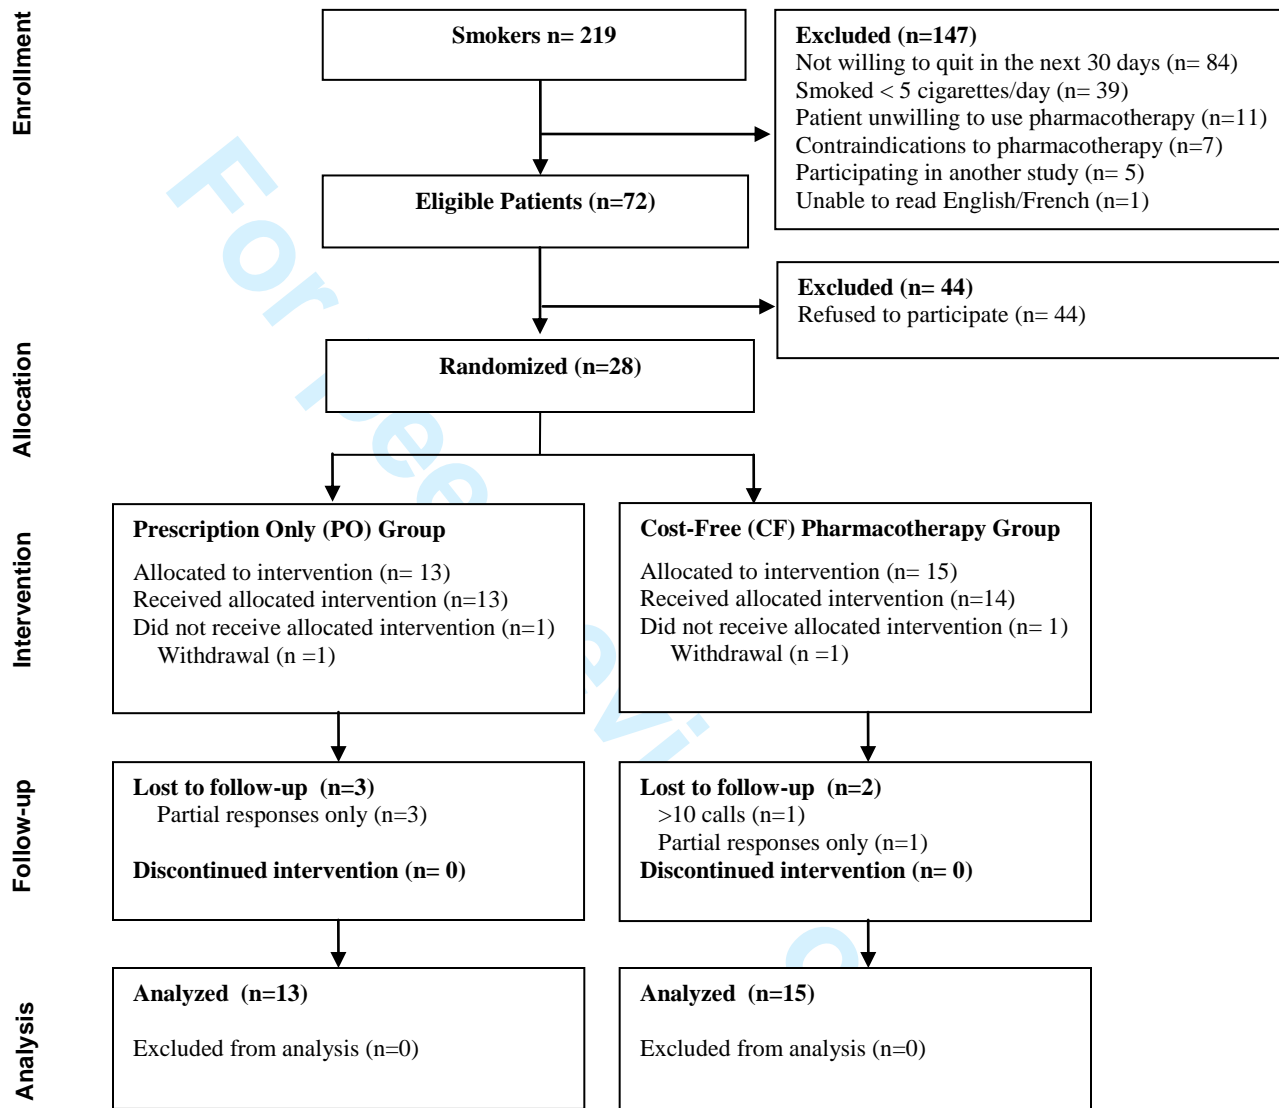 Enrollment
Smokers n= 219
Excluded (n=147)
Not willing to quit in the next 30 days (n= 84)
Smoked < 5 cigarettes/day (n= 39)
Patient unwilling to use pharmacotherapy (n=11)
Contraindications to pharmacotherapy (n=7)
Participating in another study (n= 5)
Unable to read English/French (n=1)
Eligible Patients (n=72)
Excluded (n= 44)
Refused to participate (n= 44)
Allocation
Randomized (n=28)
Intervention
Prescription Only (PO) Group
Allocated to intervention (n= 13)
Received allocated intervention (n=13)
Did not receive allocated intervention (n=1)
Withdrawal (n =1)
Cost-Free (CF) Pharmacotherapy Group
Allocated to intervention (n= 15)
Received allocated intervention (n=14)
Did not receive allocated intervention (n= 1)
Withdrawal (n =1)
Follow-up
Lost to follow-up (n=3)
Partial responses only (n=3)
Discontinued intervention (n= 0)
Lost to follow-up (n=2)
>10 calls (n=1)
Partial responses only (n=1)
Discontinued intervention (n= 0)
Analysis
Analyzed (n=13)
Excluded from analysis (n=0)
Analyzed (n=15)
Excluded from analysis (n=0)
For